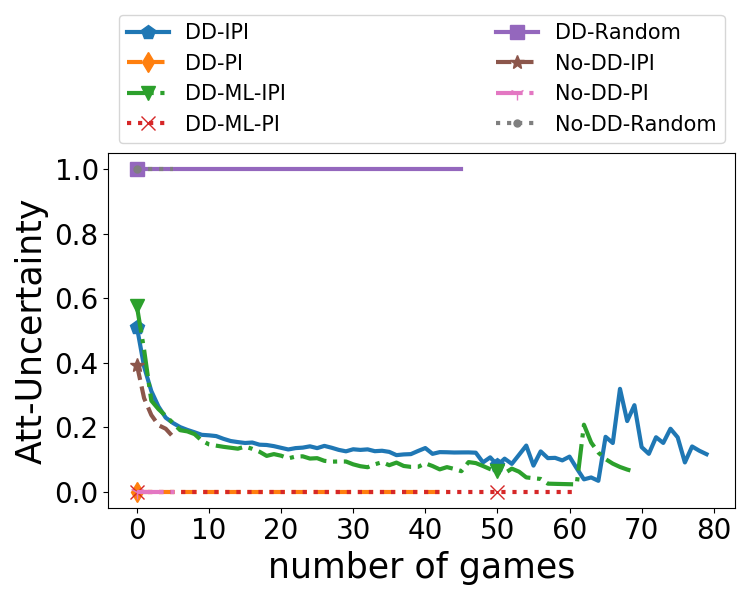 DD-IPI
DD-PI
DD-ML-IPI
DD-ML-PI
DD-Random
No-DD-IPI
No-DD-PI
No-DD-Random
1.0
0.8
0.6
0.4
0.2
0.0
Att-Uncertainty
0 10 20 30 40 50 60 70 80
number of games